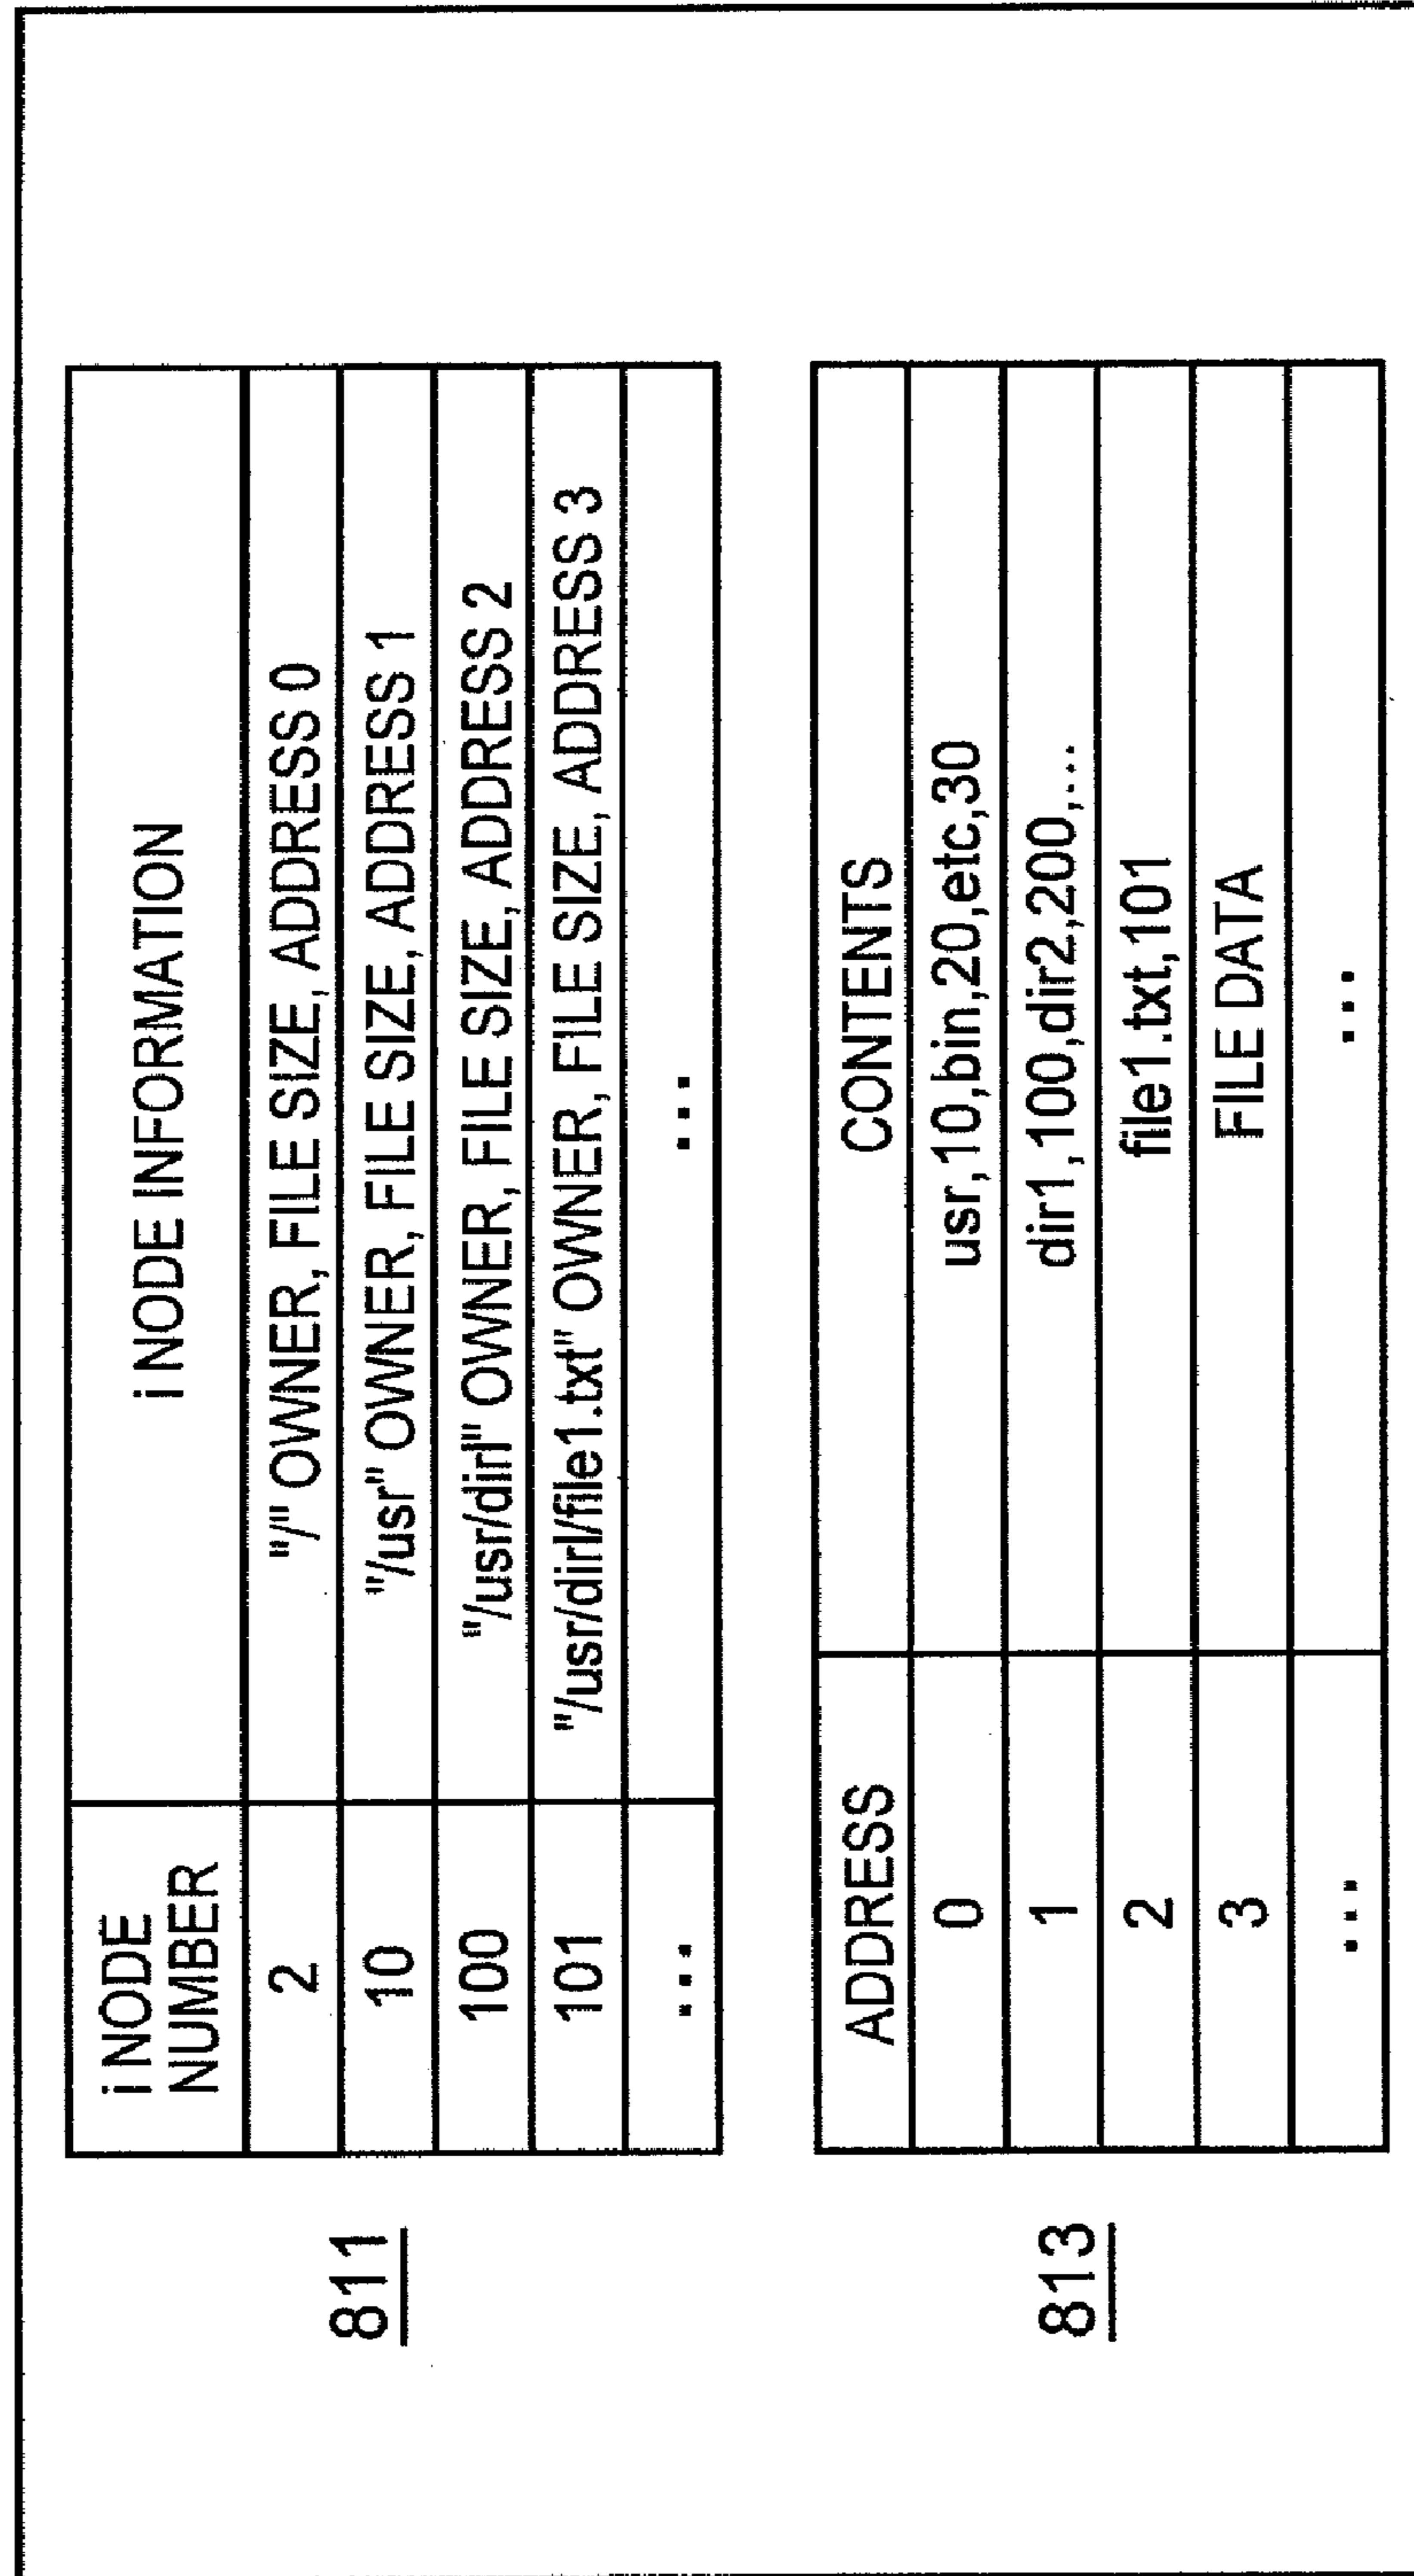 811
i NODE
NUMBER
i NODE INFORMATION
2
"/" OWNER, FILE SIZE, ADDRESS 0
10
"/usr" OWNER, FILE SIZE, ADDRESS 1
100
"/usr/dirl" OWNER, FILE SIZE, ADDRESS 2
101
"/usr/dirl/file1.txt" OWNER, FILE SIZE, ADDRESS 3
...
...
813
ADDRESS
CONTENTS
0
usr,10,bin,20,etc,30
1
dir1,100,dir2,200,...
2
file1.txt,101
3
FILE DATA
...
...